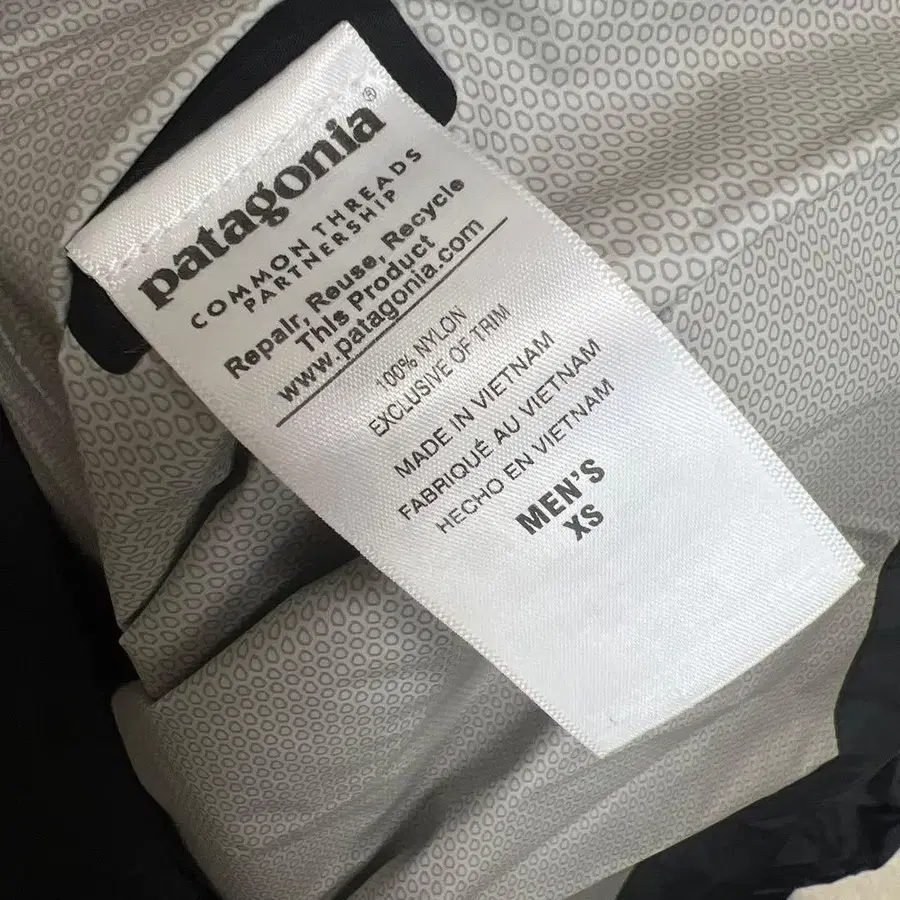 patagonia®
COMMON THREADS
PARTNERSHIP
Repair, Reuse, Recycle
This Product
www.patagonia.com
100% NYLON
EXCLUSIVE OF TRIM
MADE IN VIETNAM
FABRIQUÉ AU VIETNAM
HECHO EN VIETNAM
MEN'S
XS